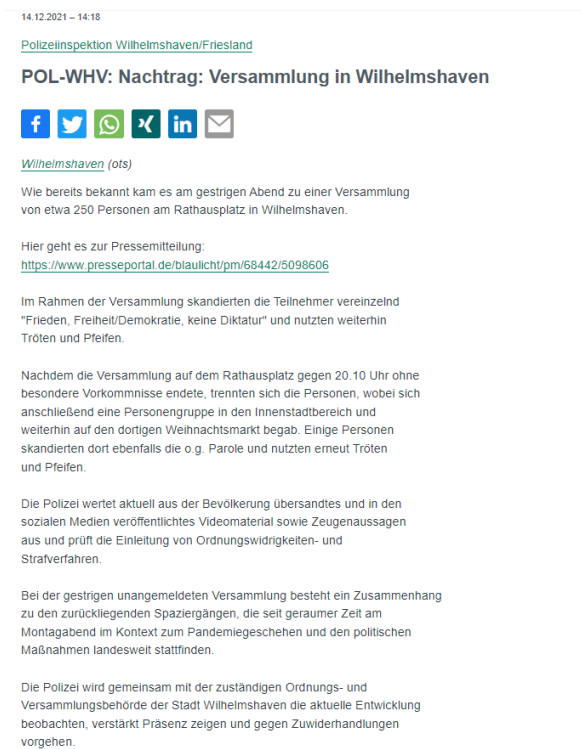 14.12.2021 – 14:18
Polizeiinspektion Wilhelmshaven/Friesland
POL-WHV: Nachtrag: Versammlung in Wilhelmshaven
Wilhelmshaven (ots)
Wie bereits bekannt kam es am gestrigen Abend zu einer Versammlung
von etwa 250 Personen am Rathausplatz in Wilhelmshaven.
Hier geht es zur Pressemitteilung:
https://www.presseportal.de/blaulicht/pm/68442/5098606
Im Rahmen der Versammlung skandierten die Teilnehmer vereinzelnd
"Frieden, Freiheit/Demokratie, keine Diktatur" und nutzten weiterhin
Tröten und Pfeifen.
Nachdem die Versammlung auf dem Rathausplatz gegen 20.10 Uhr ohne
besondere Vorkommnisse endete, trennten sich die Personen, wobei sich
anschließend eine Personengruppe in den Innenstadtbereich und
weiterhin auf den dortigen Weihnachtsmarkt begab. Einige Personen
skandierten dort ebenfalls die o.g. Parole und nutzten erneut Tröten
und Pfeifen.
Die Polizei wertet aktuell aus der Bevölkerung übersandtes und in den
sozialen Medien veröffentlichtes Videomaterial sowie Zeugenaussagen
aus und prüft die Einleitung von Ordnungswidrigkeiten- und
Strafverfahren.
Bei der gestrigen unangemeldeten Versammlung besteht ein Zusammenhang
zu den zurückliegenden Spaziergängen, die seit geraumer Zeit am
Montagabend im Kontext zum Pandemiegeschehen und den politischen
Maßnahmen landesweit stattfinden.
Die Polizei wird gemeinsam mit der zuständigen Ordnungs- und
Versammlungsbehörde der Stadt Wilhelmshaven die aktuelle Entwicklung
beobachten, verstärkt Präsenz zeigen und gegen Zuwiderhandlungen
vorgehen.